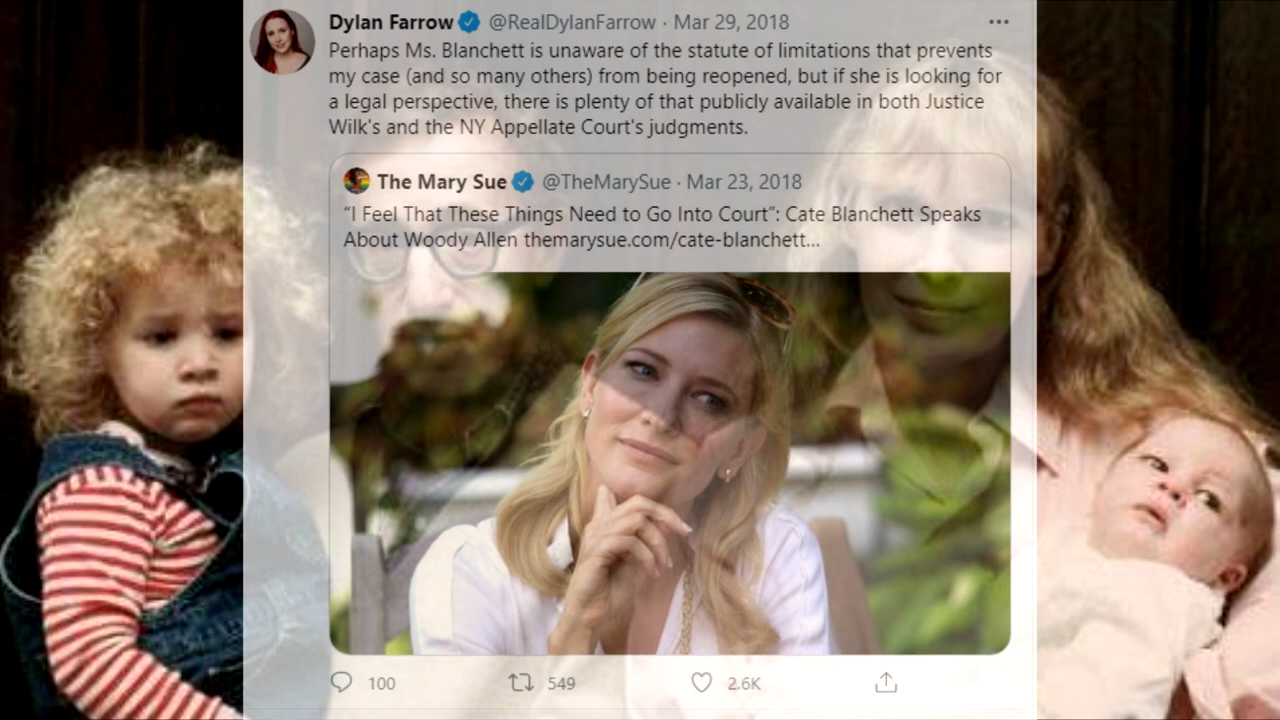 Dylan Farrow @RealDylanFarrow · Mar 29, 2018
Perhaps Ms. Blanchett is unaware of the statute of limitations that prevents
my case (and so many others) from being reopened, but if she is looking for
a legal perspective, there is plenty of that publicly available in both Justice
Wilk's and the NY Appellate Court's judgments.
The Mary Sue @TheMarySue · Mar 23, 2018
“I Feel That These Things Need to Go Into Court”: Cate Blanchett Speaks
About Woody Allen themarysue.com/cate-blanchett...
100 549 2.6K